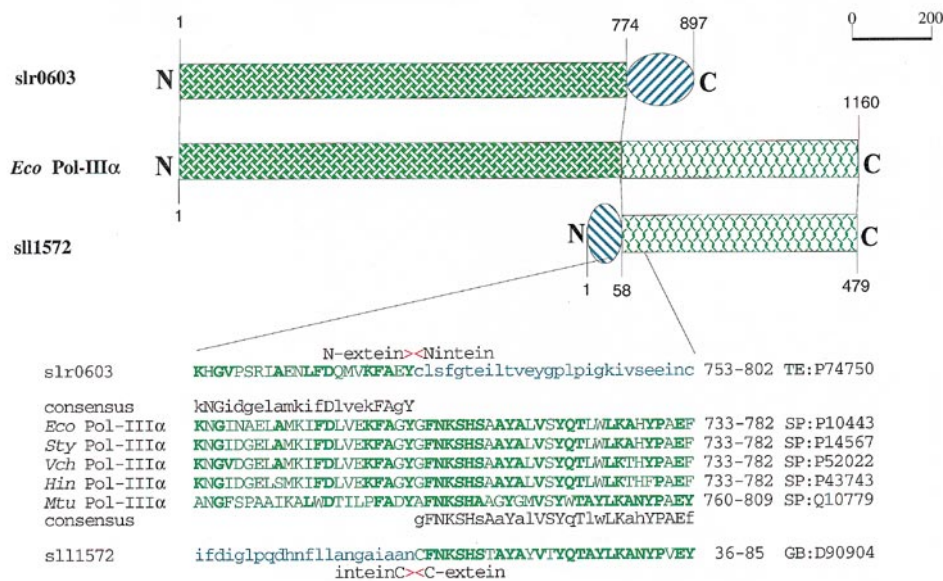 1 774 897 0 200
slr0603 N C
1160
Eco Pol-IIIα N C
1
sll1572 N C
1 58 479
N-extein><Nintein
slr0603 KHGVPSRIAENLFDQMVKFAEYclsfgteiltveygplpigkivseeinc 753-802 TE:P74750
consensus kNGidgelamkifDlvekFAgY
Eco Pol-IIIα KNGINAELAMKIFDLVEKFAGYGFNKSHSAAYALVSYQTLWLKAHYPAEF 733-782 SP:P10443
Sty Pol-IIIα KNGIDGELAMKIFDLVEKFAGYGFNKSHSAAYALVSYQTLWLKAHYPAEF 733-782 SP:P14567
Vch Pol-IIIα KNGVDGELAMKIFDLVEKFAGYGFNKSHSAAYALVSYQTLWLKTHYPAEF 733-782 SP:P52022
Hin Pol-IIIα KNGIDGELSMKIFDLVEKFAGYGFNKSHSAAYALVSYQTLWLKTHFPAEF 733-782 SP:P43743
Mtu Pol-IIIα ANGFSPAAIKALWDTILPFADYAFNKSHAAGYGMVSYWTAYLKANYPAEY 760-809 SP:Q10779
consensus gFNKSHsAaYalVSYqTlwLKahYPAEf
sll1572 ifdiglpqdhnfllangaiaanCFNKSHSTAYAYVTYQTAYLKANYPVEY 36-85 GB:D90904
inteinC><C-extein